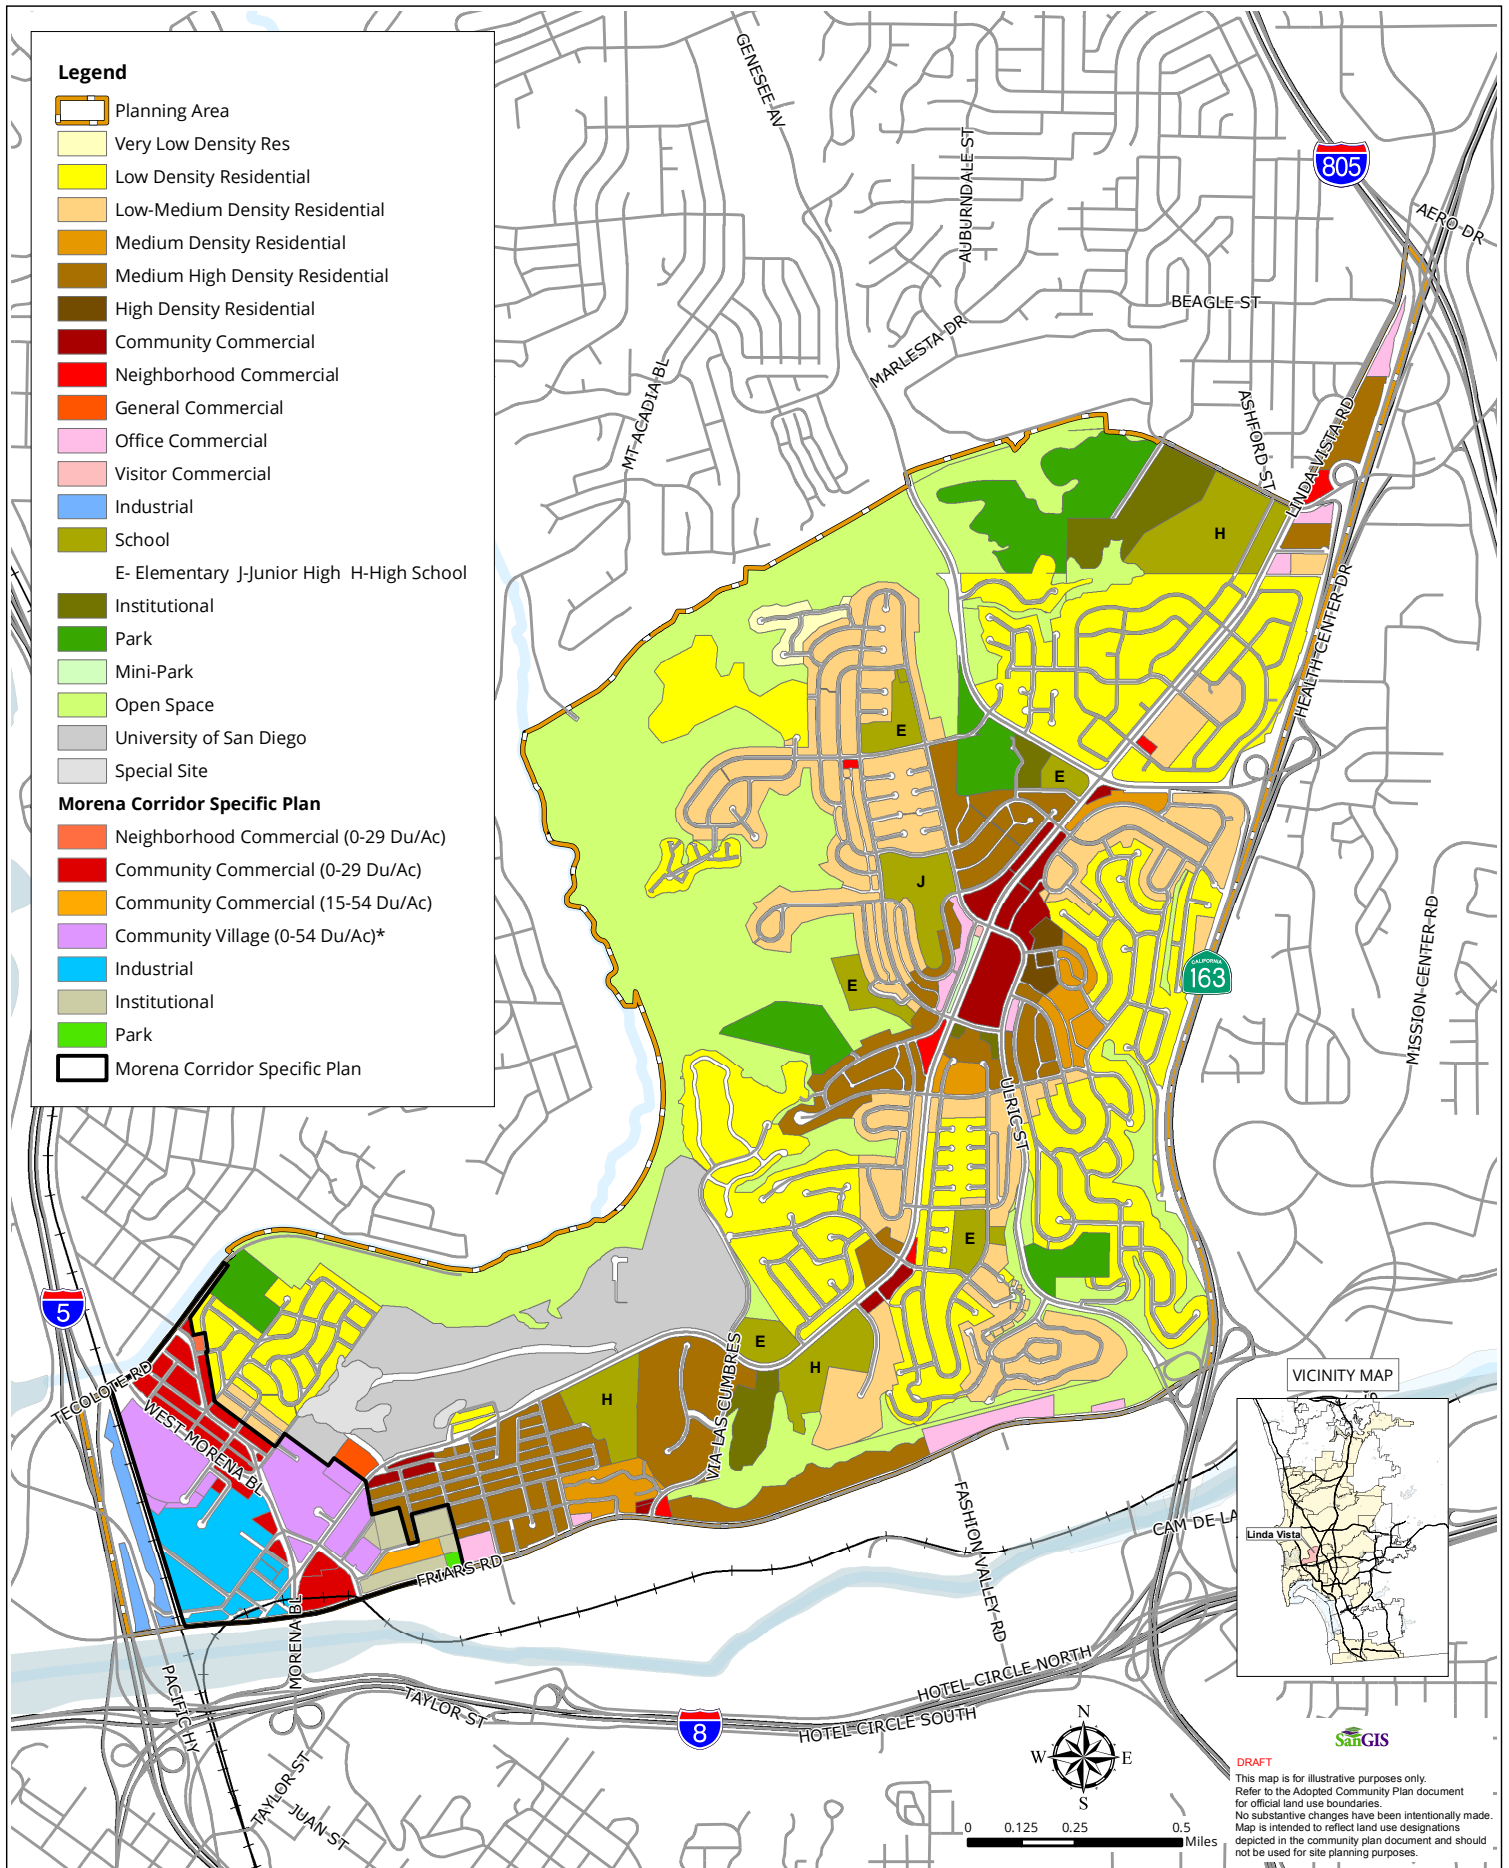 Legend
Planning Area
Very Low Density Res
Low Density Residential
Low-Medium Density Residential
Medium Density Residential
Medium High Density Residential
High Density Residential
Community Commercial
Neighborhood Commercial
General Commercial
Office Commercial
Visitor Commercial
Industrial
School
E- Elementary J-Junior High H-High School
Institutional
Park
Mini-Park
Open Space
University of San Diego
Special Site
Morena Corridor Specific Plan
Neighborhood Commercial (0-29 Du/Ac)
Community Commercial (0-29 Du/Ac)
Community Commercial (15-54 Du/Ac)
Community Village (0-54 Du/Ac)*
Industrial
Institutional
Park
Morena Corridor Specific Plan
GENESEE AV
AUBURNDALE ST
805
AERO DR
BEAGLE ST
MARLESTA DR
MT ACADIA BL
ASHFORD ST
LINDA VISTA RD
H
HEALTH CENTER DR
E
E
J
MISSION CENTER RD
CALIFORNIA
163
E
ULRIC ST
E
5
TECOLOTE RD
WEST MORENA BL
E
H
H
VIA LAS CUMBRES
FRIARS RD
FASHION VALLEY RD
CAM DE LA
MORENA BL
PACIFIC HY
TAYLOR ST
HOTEL CIRCLE NORTH
HOTEL CIRCLE SOUTH
8
TAYLOR ST
JUAN ST
VICINITY MAP
Linda Vista
N
W
E
S
0
0.125
0.25
0.5
Miles
SanGIS
DRAFT
This map is for illustrative purposes only.
Refer to the Adopted Community Plan document
for official land use boundaries.
No substantive changes have been intentionally made.
Map is intended to reflect land use designations
depicted in the community plan document and should
not be used for site planning purposes.